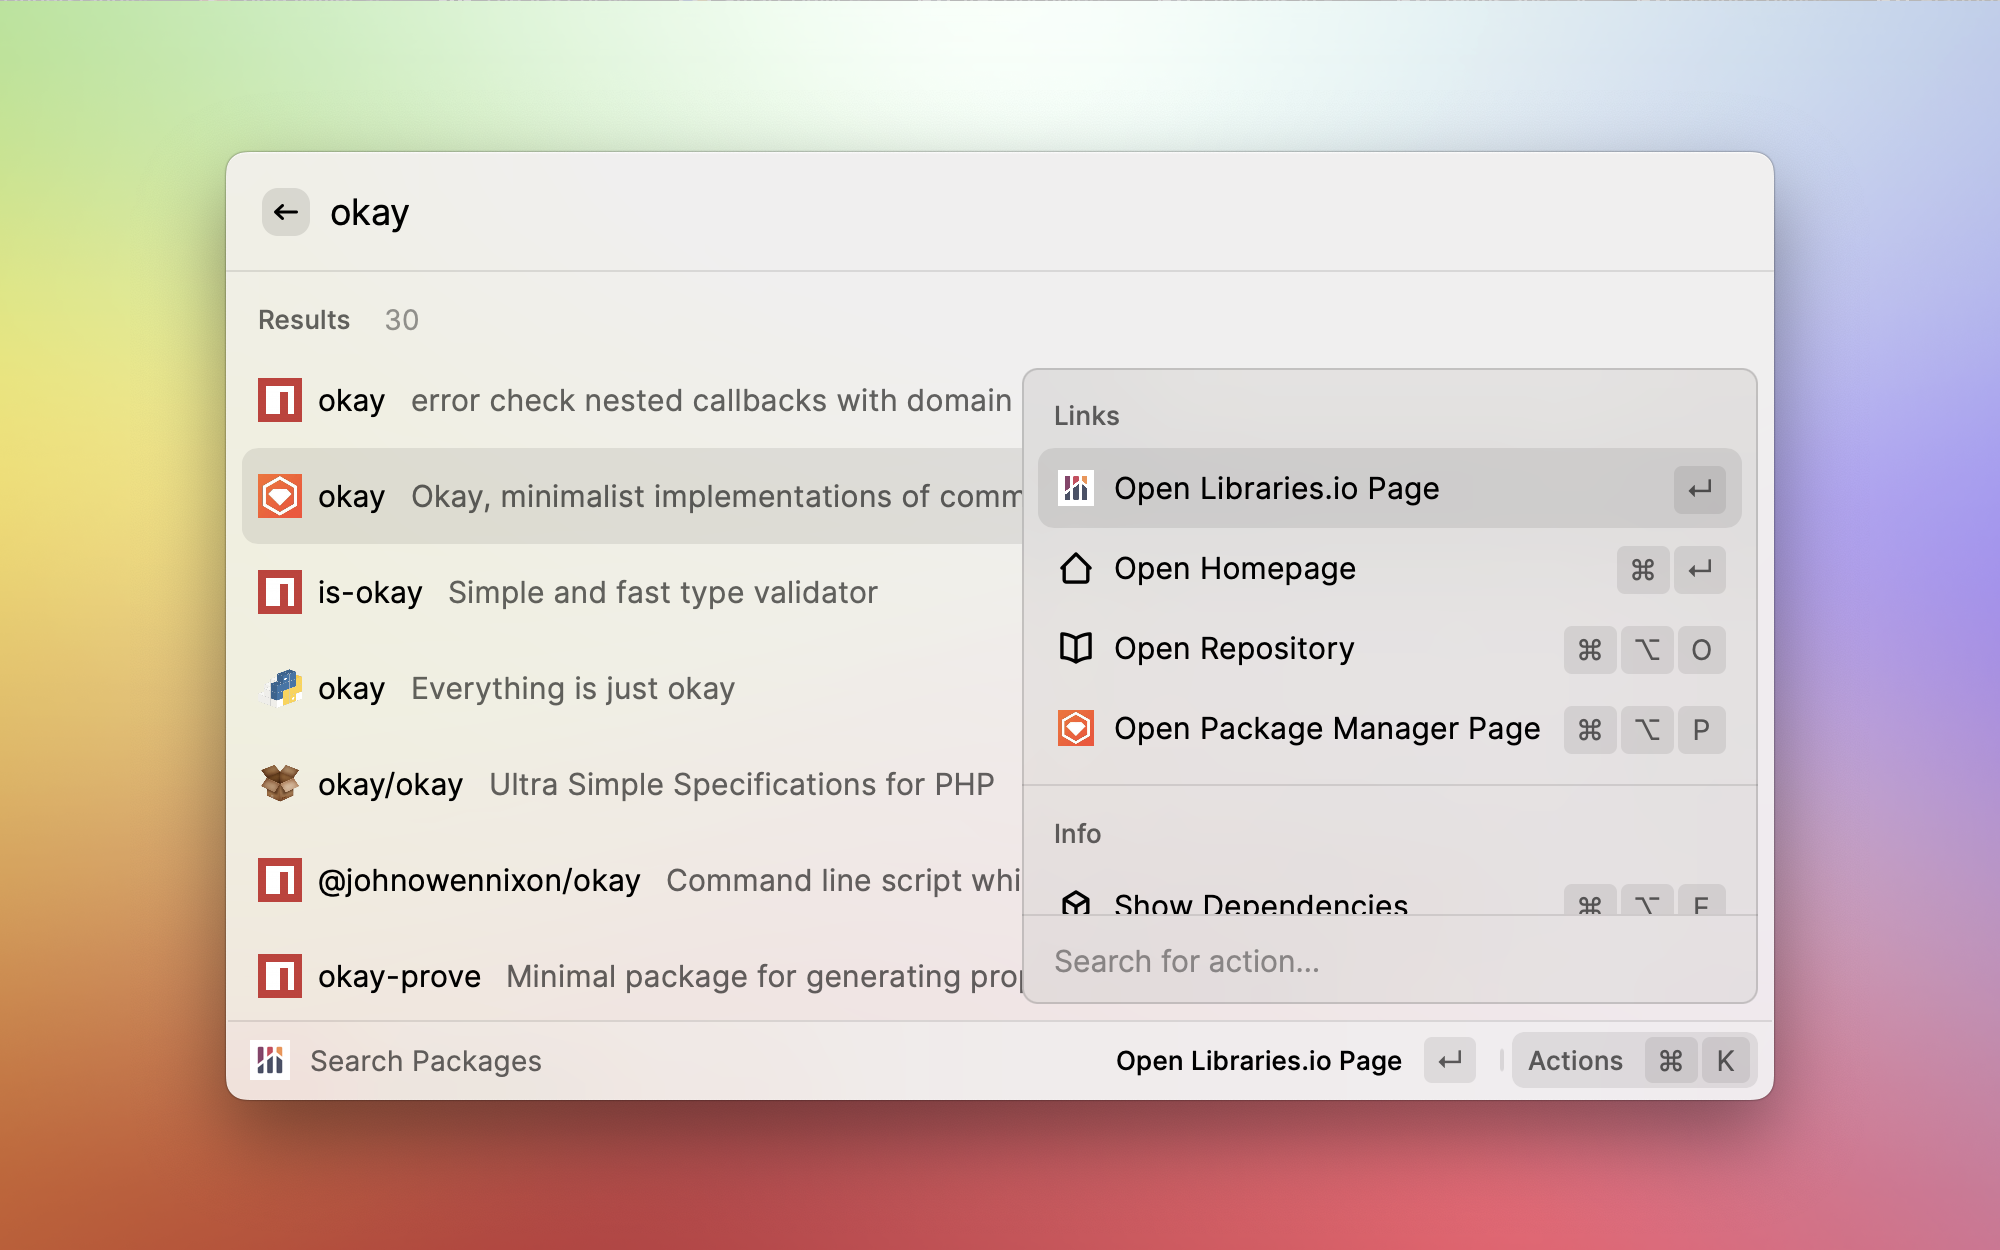 okay
Results 30
okay error check nested callbacks with domain
okay Okay, minimalist implementations of comm
is-okay Simple and fast type validator
okay Everything is just okay
okay/okay Ultra Simple Specifications for PHP
@johnowennixon/okay Command line script whi
okay-prove Minimal package for generating
Links
Open Libraries.io Page ↵
Open Homepage ⌘ ↵
Open Repository ⌘ ⌥ O
Open Package Manager Page ⌘ ⌥ P
Info
Show Dependencies ⌘ ⌥
Search for action...
Search Packages
Open Libraries.io Page ↵ Actions ⌘ K